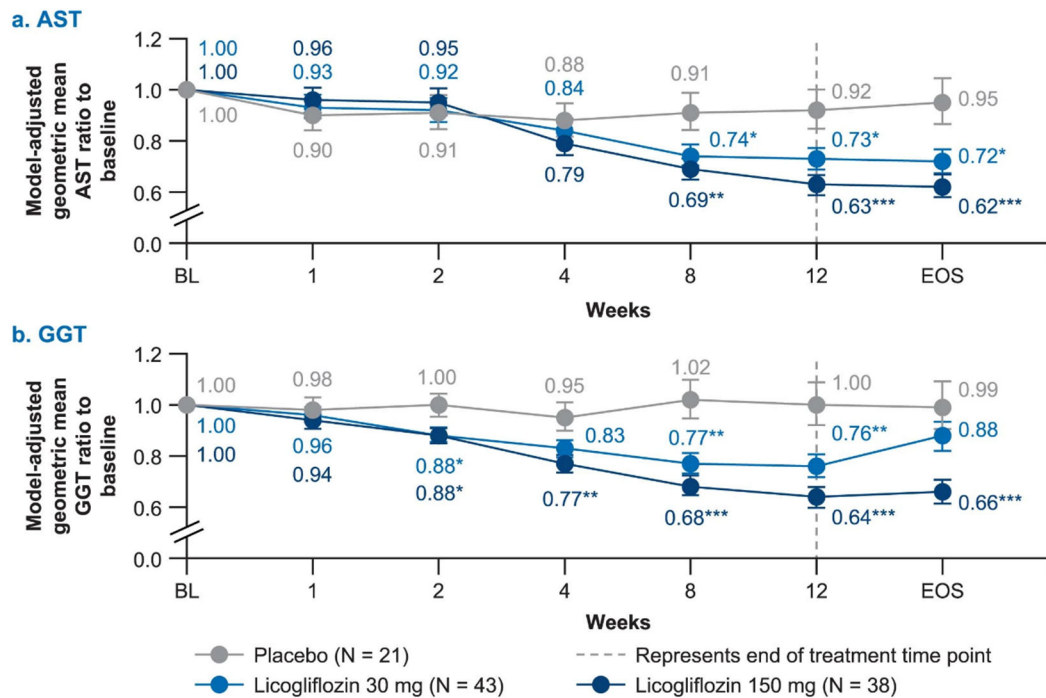 a. AST
Model-adjusted
geometric mean
AST ratio to
baseline
1.2
1.0
0.8
0.6
0.0
1.00
1.00
1.00
0.96
0.93
0.90
0.95
0.92
0.91
0.88
0.84
0.79
0.91
0.74*
0.69**
0.92
0.73*
0.63***
0.95
0.72*
0.62***
BL 1 2 4 8 12 EOS
Weeks
b. GGT
Model-adjusted
geometric mean
GGT ratio to
baseline
1.2
1.0
0.8
0.6
0.0
1.00
1.00
1.00
0.98
0.96
0.94
1.00
0.88*
0.88*
0.95
0.83
0.77**
1.02
0.77**
0.68***
1.00
0.76**
0.64***
0.99
0.88
0.66***
BL 1 2 4 8 12 EOS
Weeks
Placebo (N = 21)
Represents end of treatment time point
Licogliflozin 30 mg (N = 43)
Licogliflozin 150 mg (N = 38)